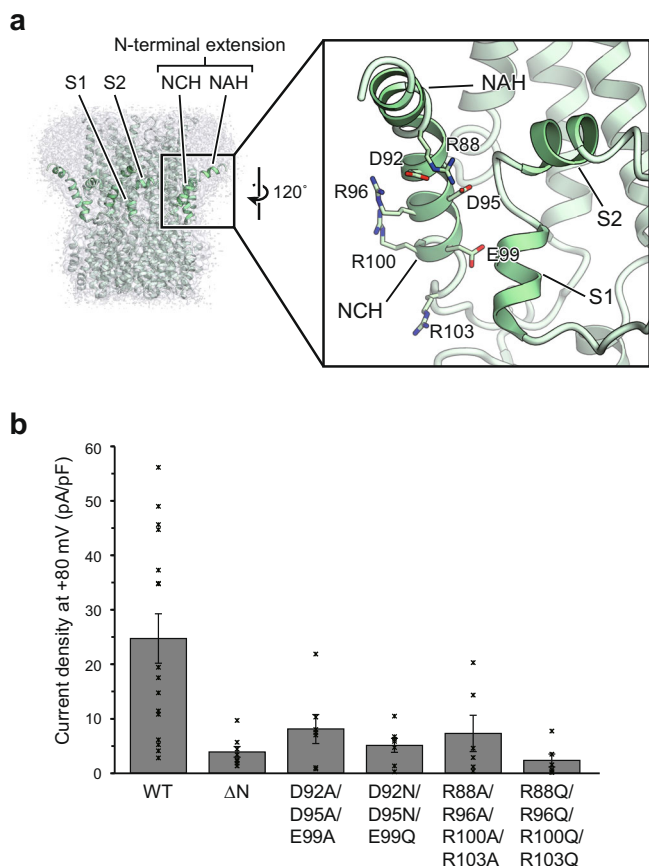 a
N-terminal extension
S1 S2 NCH NAH
120°
NAH
R88
D92
R96
D95
S2
R100
E99
NCH
S1
R103
b
Current density at +80 mV (pA/pF)
60
50
40
30
20
10
0
WT
ΔN
D92A/
D95A/
E99A
D92N/
D95N/
E99Q
R88A/
R96A/
R100A/
R103A
R88Q/
R96Q/
R100Q/
R103Q